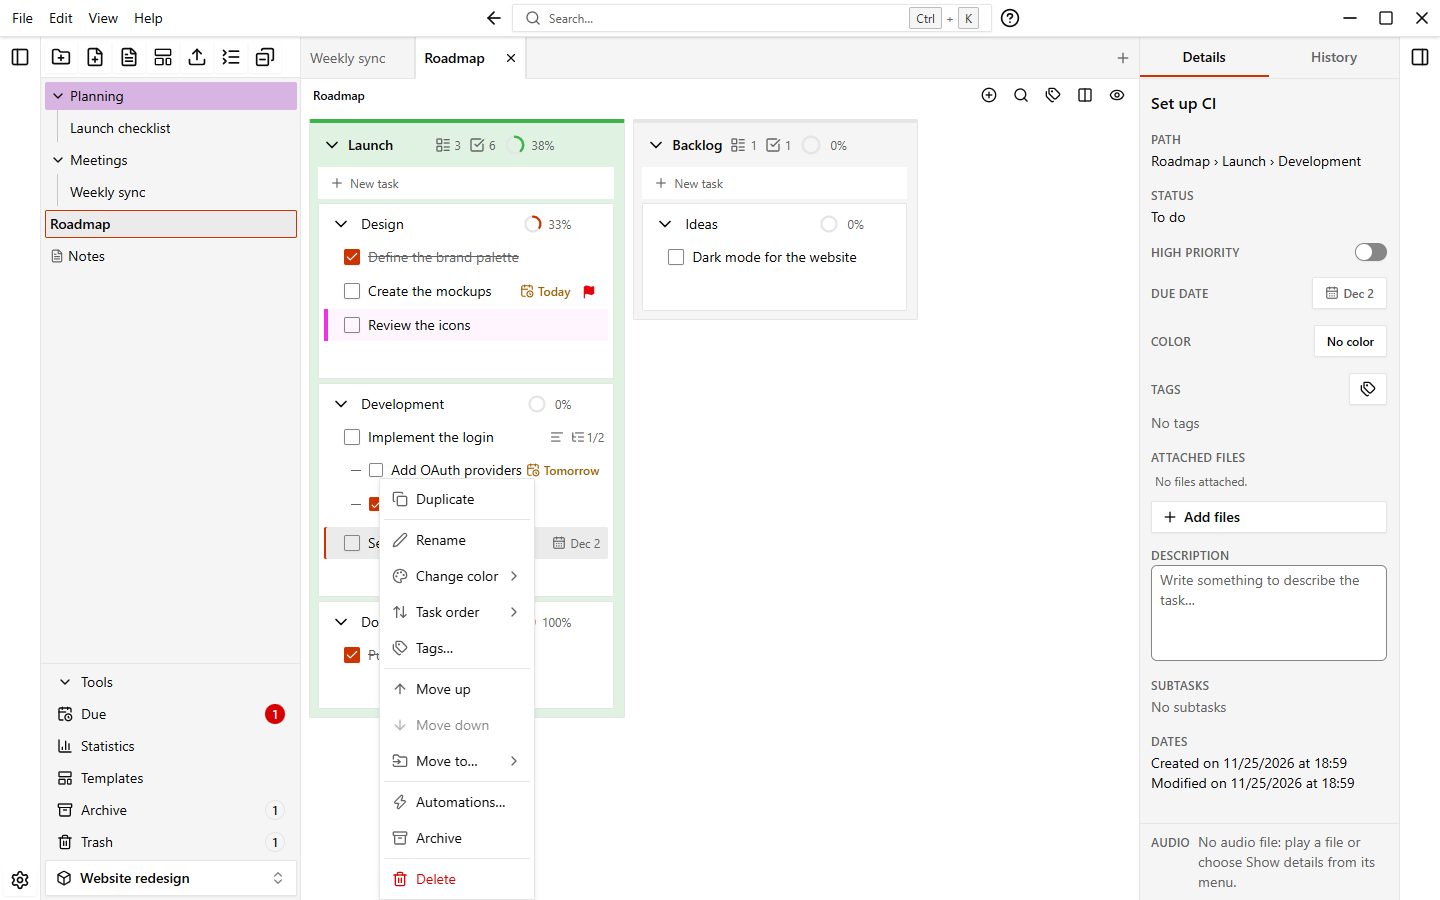 File Edit View Help
Search...
Ctrl + K
Weekly sync
Roadmap
Details
History
Planning
Launch checklist
Meetings
Weekly sync
Roadmap
Notes
Tools
Due 1
Statistics
Templates
Archive 1
Trash 1
Website redesign
Roadmap
Launch 3 6 38%
New task
Design 33%
Define the brand palette
Create the mockups Today
Review the icons
Development 0%
Implement the login 1/2
Add OAuth providers Tomorrow
Dec 2
100%
Backlog 1 1 0%
New task
Ideas 0%
Dark mode for the website
Duplicate
Rename
Change color
Task order
Tags...
Move up
Move down
Move to...
Automations...
Archive
Delete
Set up CI
PATH
Roadmap › Launch › Development
STATUS
To do
HIGH PRIORITY
DUE DATE Dec 2
COLOR No color
TAGS
No tags
ATTACHED FILES
No files attached.
Add files
DESCRIPTION
Write something to describe the
task...
SUBTASKS
No subtasks
DATES
Created on 11/25/2026 at 18:59
Modified on 11/25/2026 at 18:59
AUDIO No audio file: play a file or
choose Show details from its
menu.